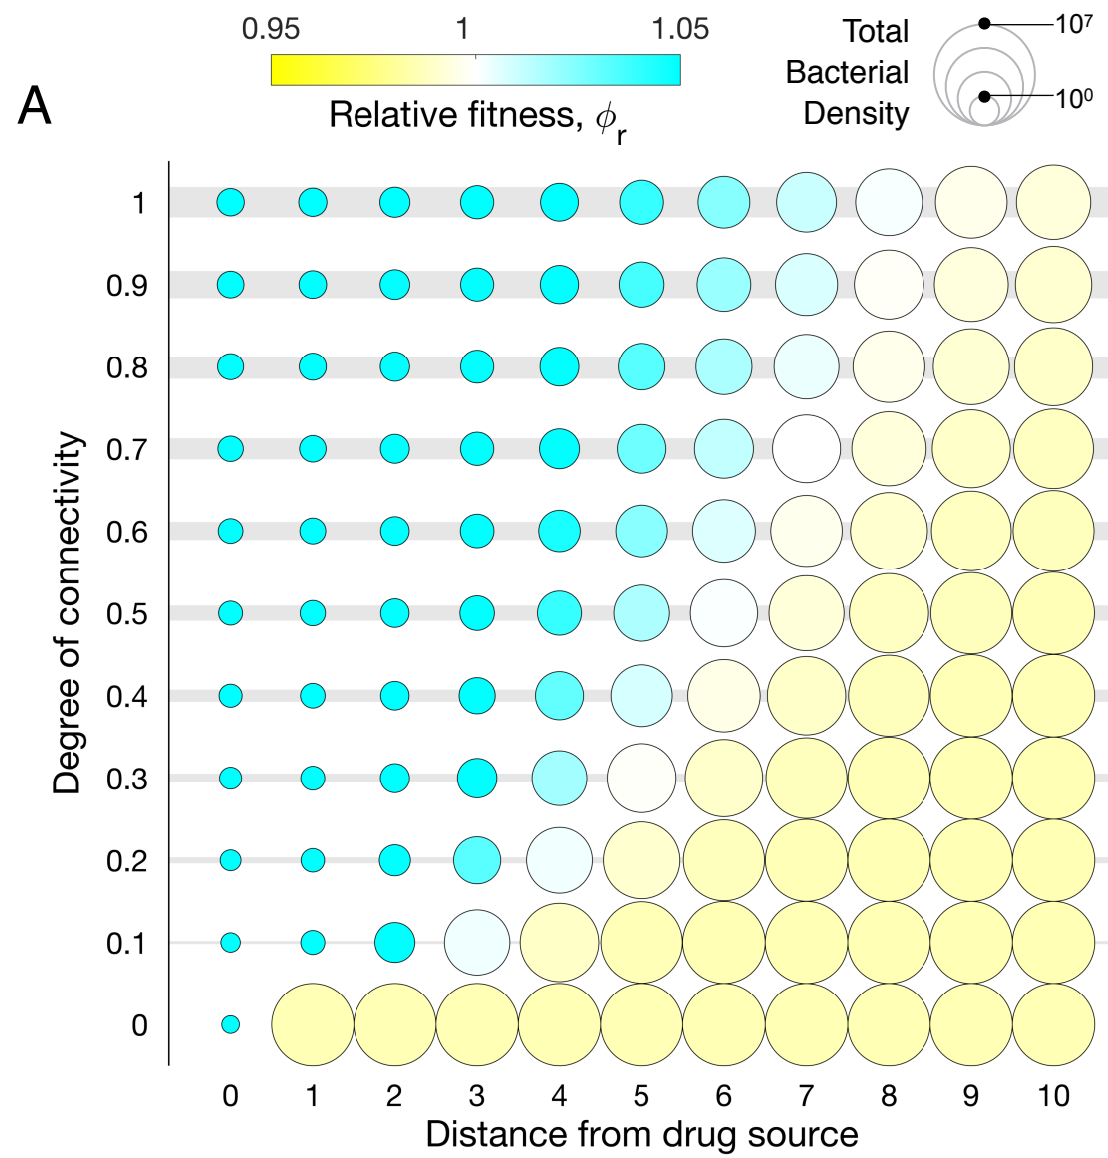 0.95 1 1.05
Relative fitness, ϕr
Total
Bacterial
Density
10⁷
10⁰
A
Degree of connectivity
1
0.9
0.8
0.7
0.6
0.5
0.4
0.3
0.2
0.1
0
0 1 2 3 4 5 6 7 8 9 10
Distance from drug source